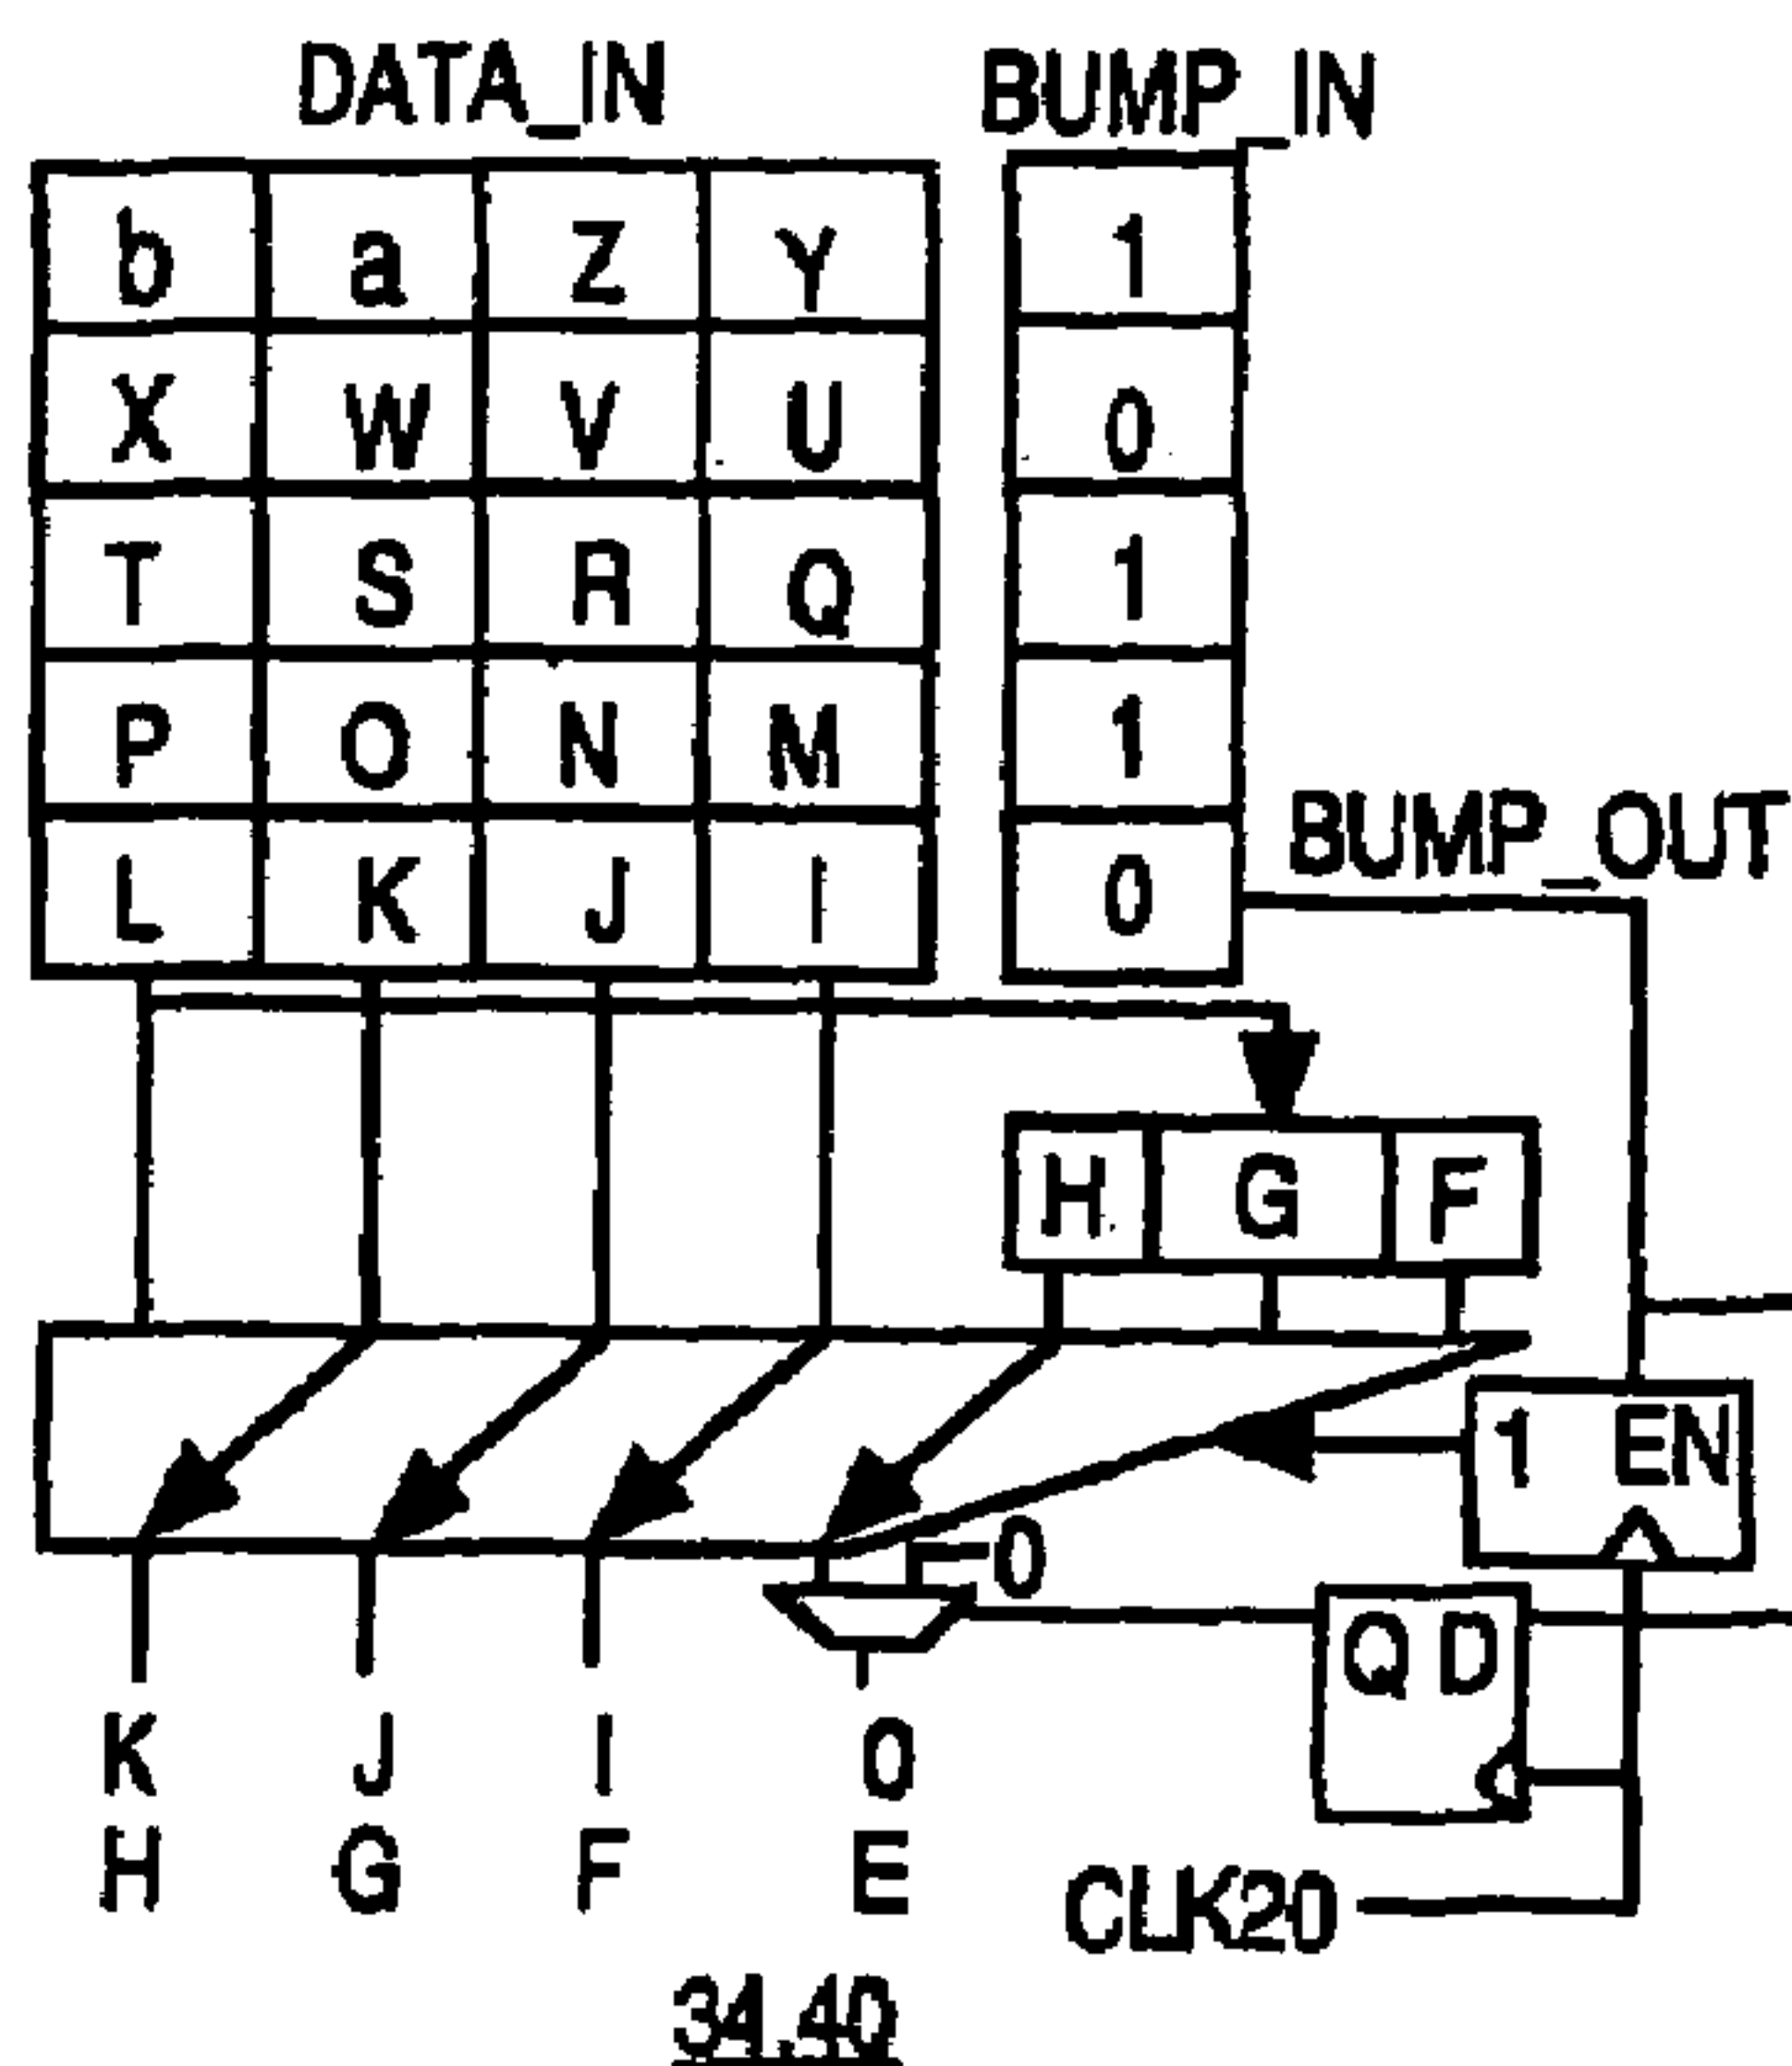 DATA_IN BUMP_IN
b a Z Y 1
X W V U 0
T S R Q 1
P O N M 1
BUMP_OUT
L K J I 0
H G F
1 EN
0
Q D
K J I 0
H G F E
CLK20
34,40